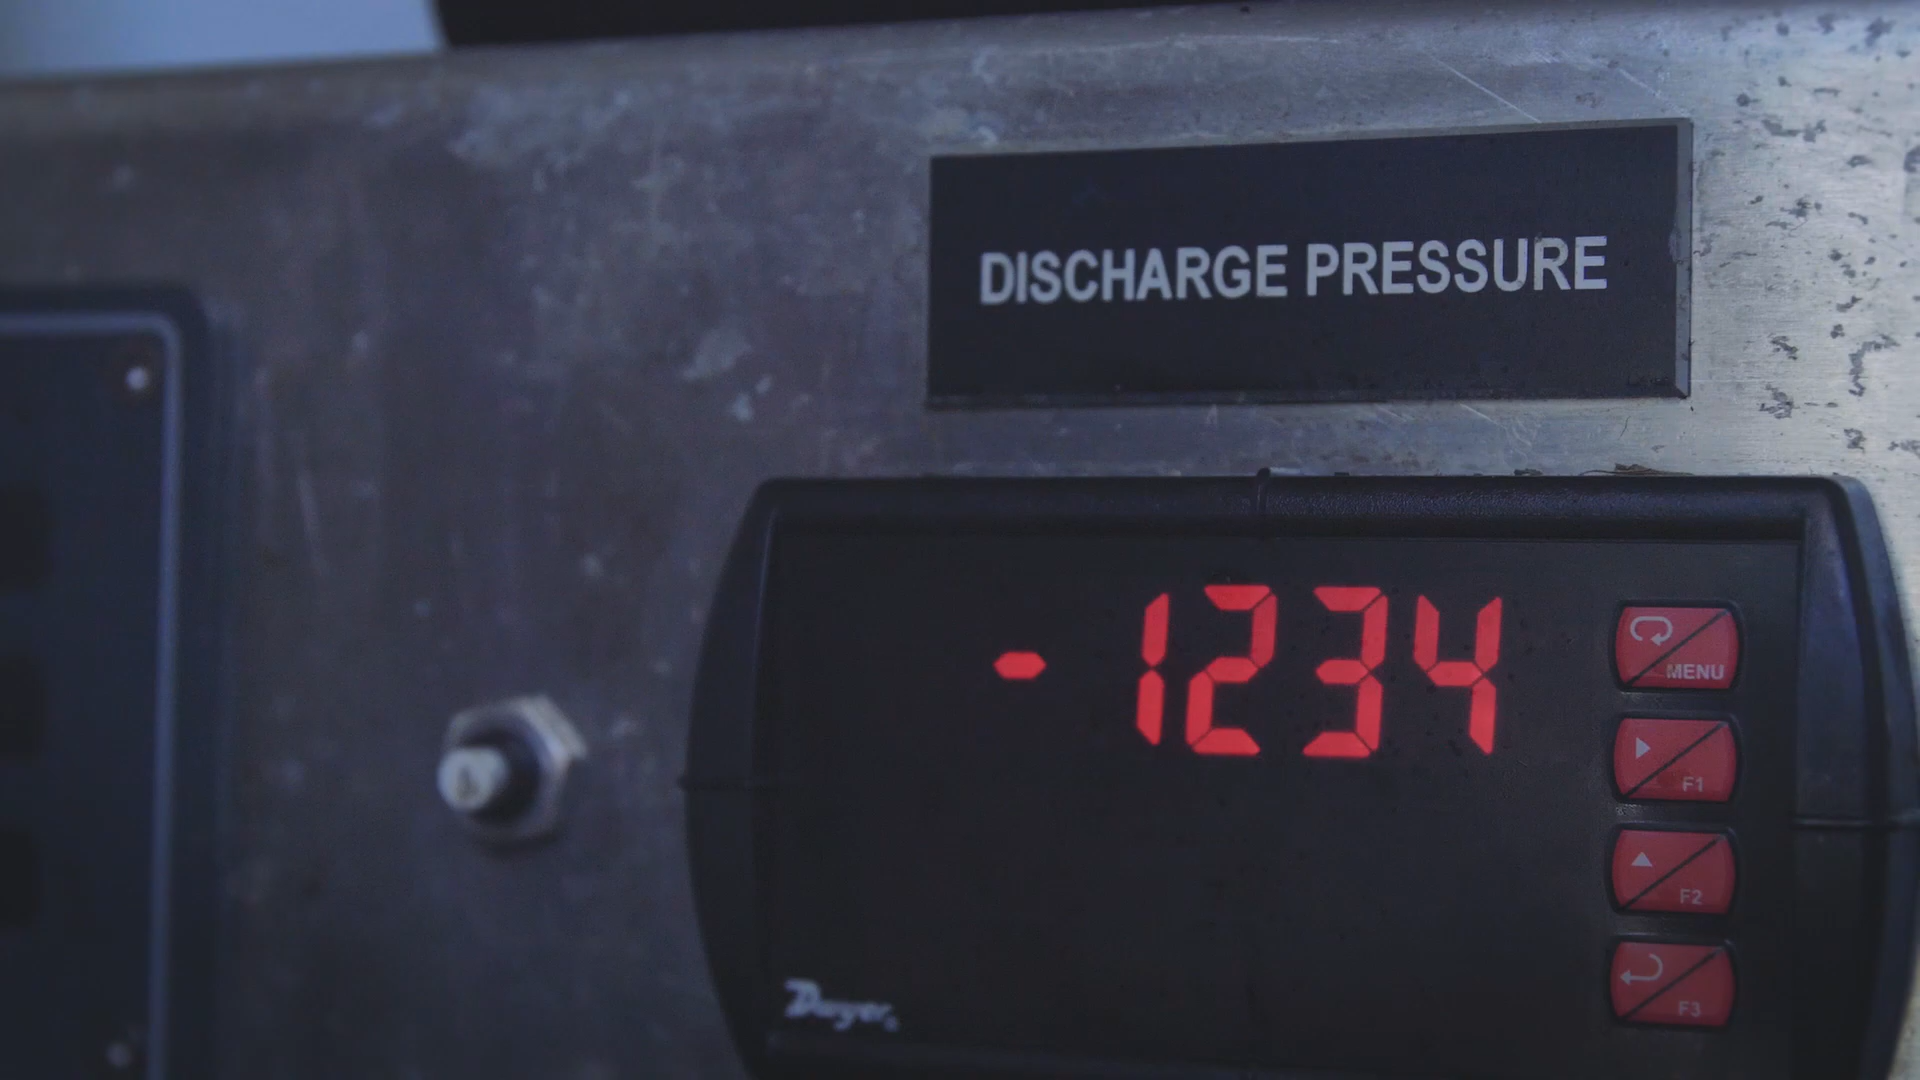 DISCHARGE PRESSURE
- 1234
MENU
F1
F2
F3
Dwyer